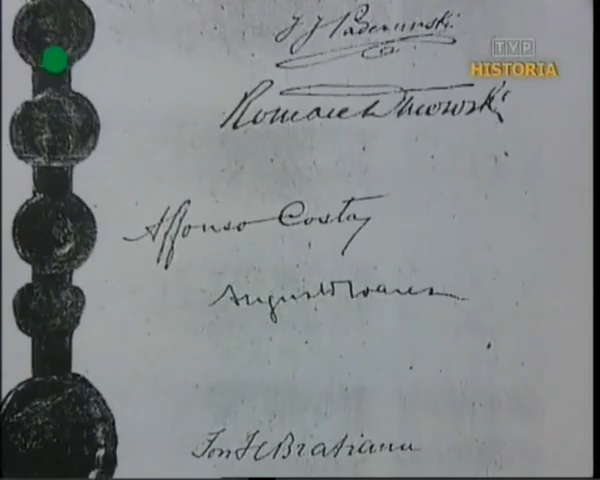 TVP
HISTORIA
I J Paderewski
Roman Dmowski
Affonso Costa
Augusto Soares
Ion I C Bratianu